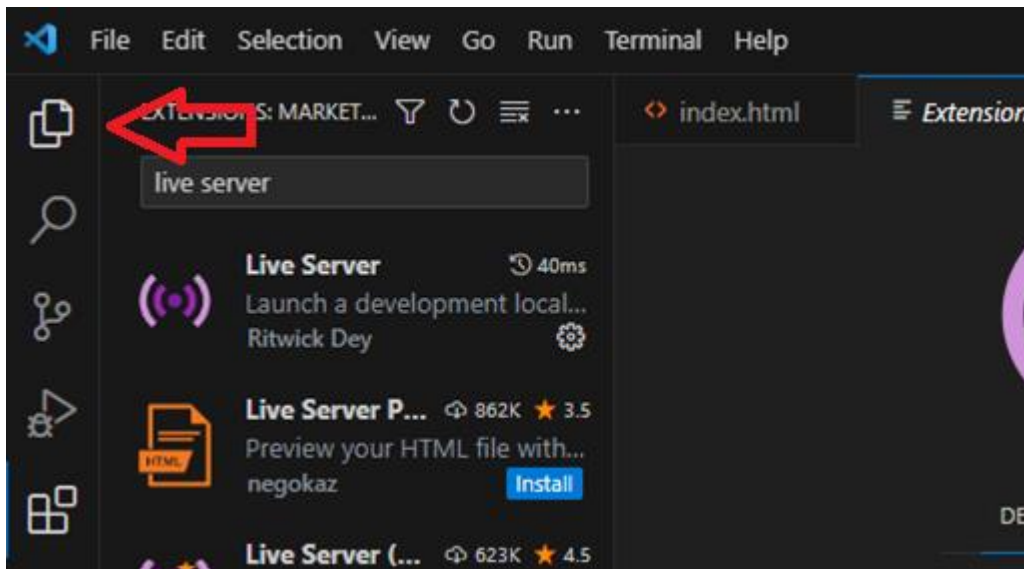 File Edit Selection View Go Run Terminal Help
EXTENSIONS: MARKET...
index.html
Extension
live server
Live Server 40ms
Launch a development local...
Ritwick Dey
Live Server P... 862K 3.5
Preview your HTML file with...
HTML
negokaz Install
DE
Live Server (... 623K 4.5